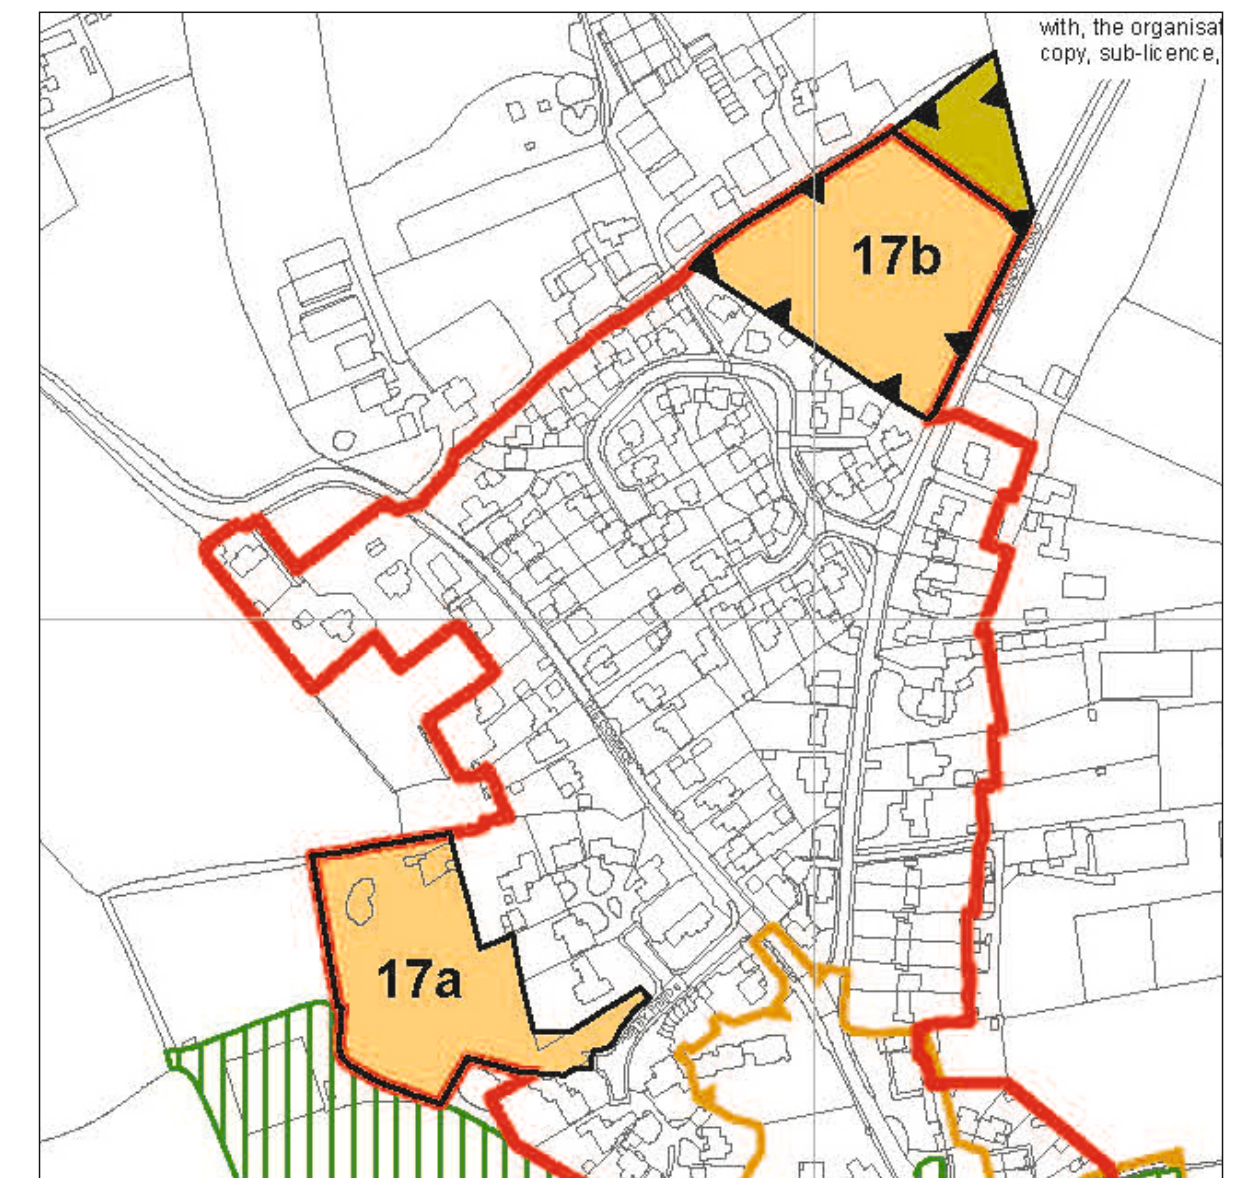 with, the organisat
copy, sub-licence,
17b
17a